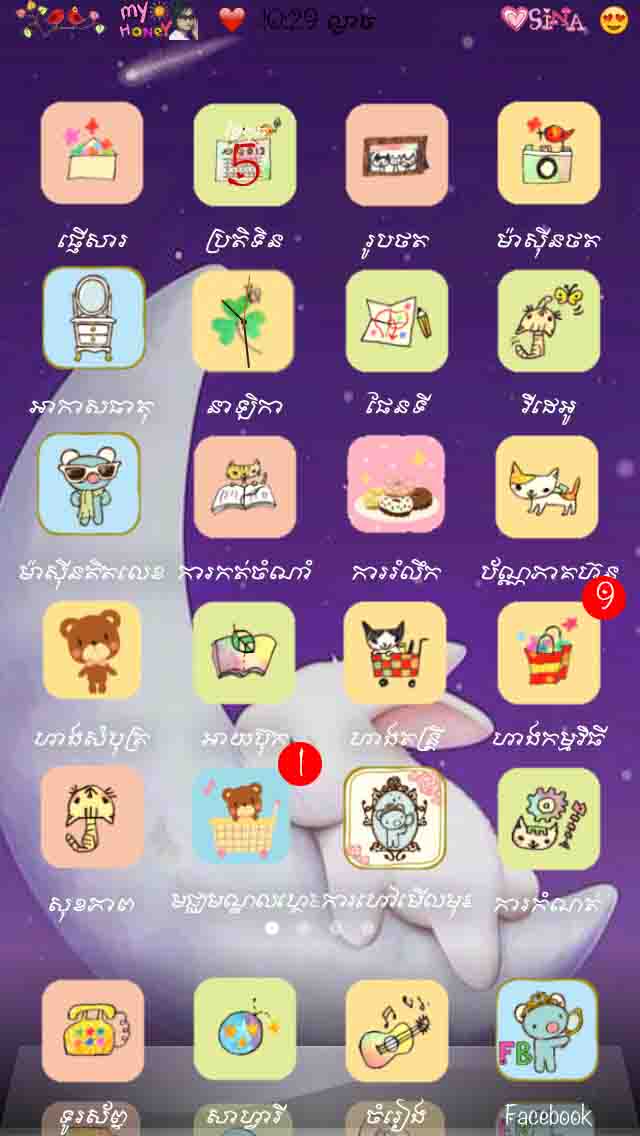 my HONEY 10:29 ល្ងាច SINA
5
ផ្ញើសារ ប្រតិទិន រូបថត ម៉ាស៊ីនថត
អាកាសធាតុ នាឡិកា ផែនទី វីដេអូ
ម៉ាស៊ីនគិតលេខ ការកត់ចំណាំ ការរំលឹក ប័ណ្ណភាគហ៊ុន
9
ហាងសំបុត្រ អាយប៊ុក ហាងតន្ត្រី ហាងកម្មវិធី
1
សុខភាព មជ្ឈមណ្ឌលហ្គេម ការហៅមើលមុខ ការកំណត់
FB
ទូរស័ព្ទ សាហ្វារី ចំរៀង Facebook